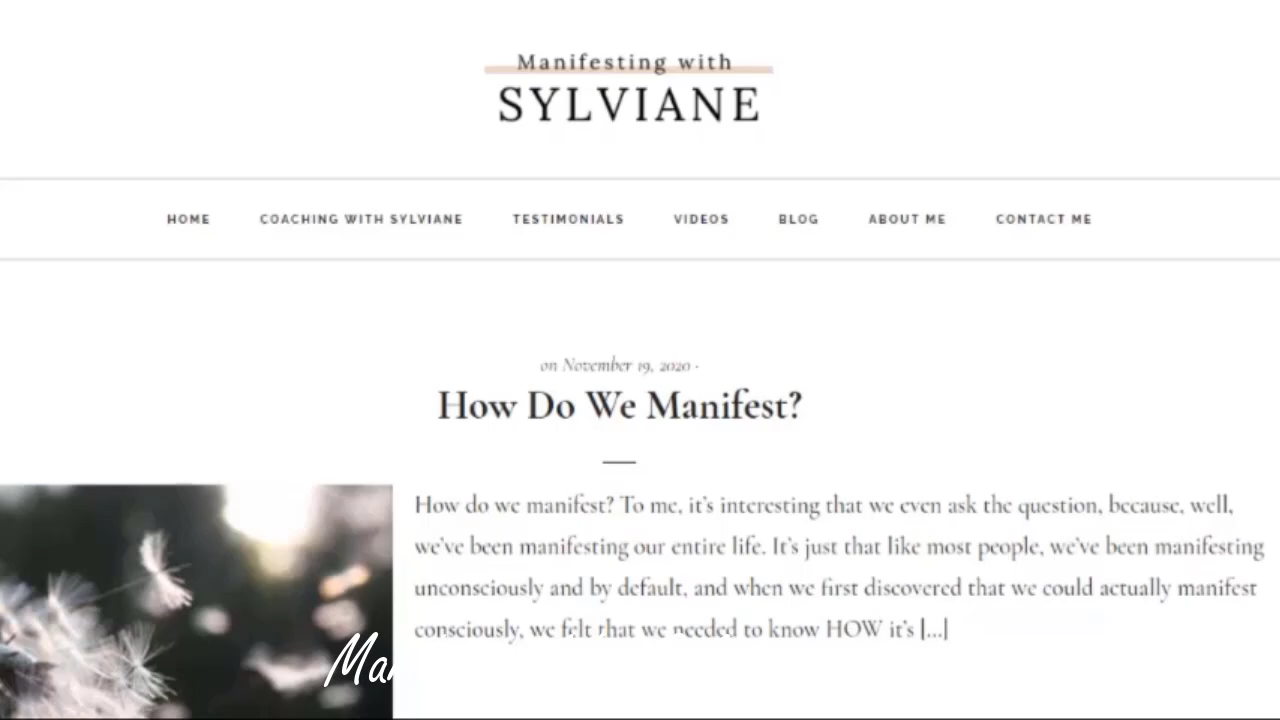 Manifesting with
SYLVIANE
HOME COACHING WITH SYLVIANE TESTIMONIALS VIDEOS BLOG ABOUT ME CONTACT ME
on November 19, 2020 ·
How Do We Manifest?
How do we manifest? To me, it's interesting that we even ask the question, because, well,
we've been manifesting our entire life. It's just that like most people, we've been manifesting
unconsciously and by default, and when we first discovered that we could actually manifest
consciously, we felt that we needed to know HOW it's [...]